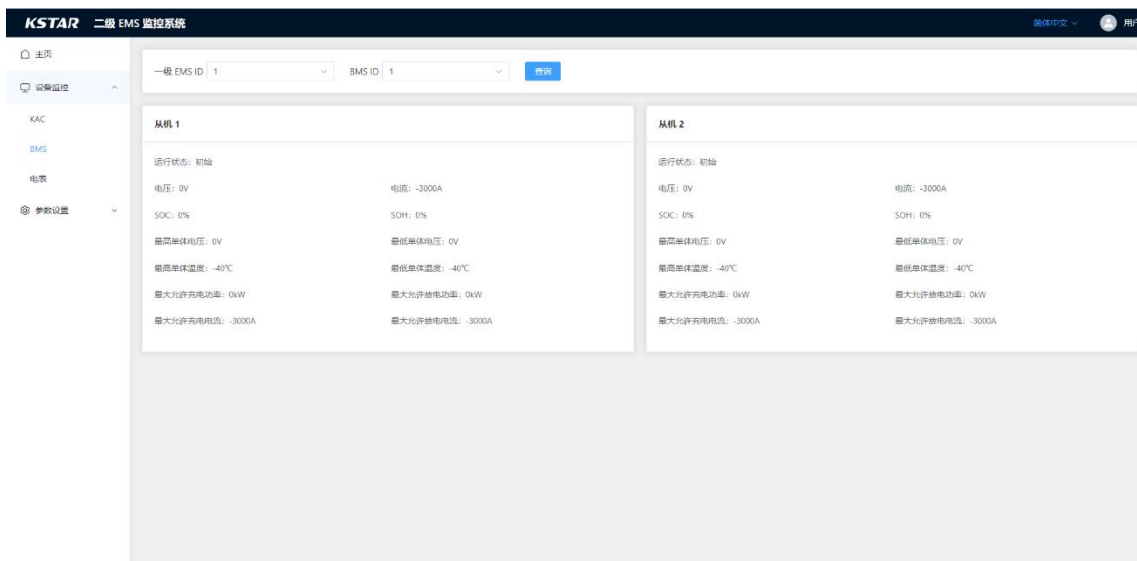 KSTAR 二级 EMS 监控系统
简体中文
用户
主页
设备监控
KAC
BMS
电表
参数设置
一级 EMS ID 1 BMS ID 1 查询
从机 1
运行状态: 初始
电压: 0V 电流: -3000A
SOC: 0% SOH: 0%
最高单体电压: 0V 最低单体电压: 0V
最高单体温度: -40℃ 最低单体温度: -40℃
最大允许充电功率: 0kW 最大允许放电功率: 0kW
最大允许充电电流: -3000A 最大允许放电电流: -3000A
从机 2
运行状态: 初始
电压: 0V 电流: -3000A
SOC: 0% SOH: 0%
最高单体电压: 0V 最低单体电压: 0V
最高单体温度: -40℃ 最低单体温度: -40℃
最大允许充电功率: 0kW 最大允许放电功率: 0kW
最大允许充电电流: -3000A 最大允许放电电流: -3000A